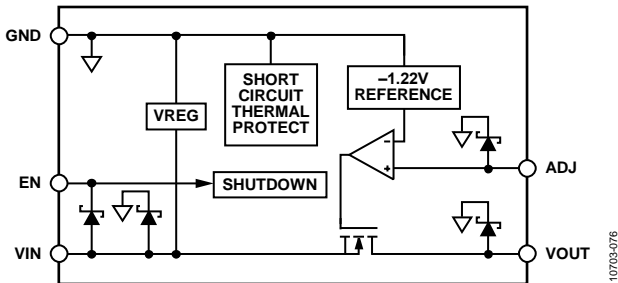 GND
SHORT
CIRCUIT
THERMAL
PROTECT
–1.22V
REFERENCE
VREG
–
+
ADJ
EN
SHUTDOWN
VIN
VOUT
10703-076